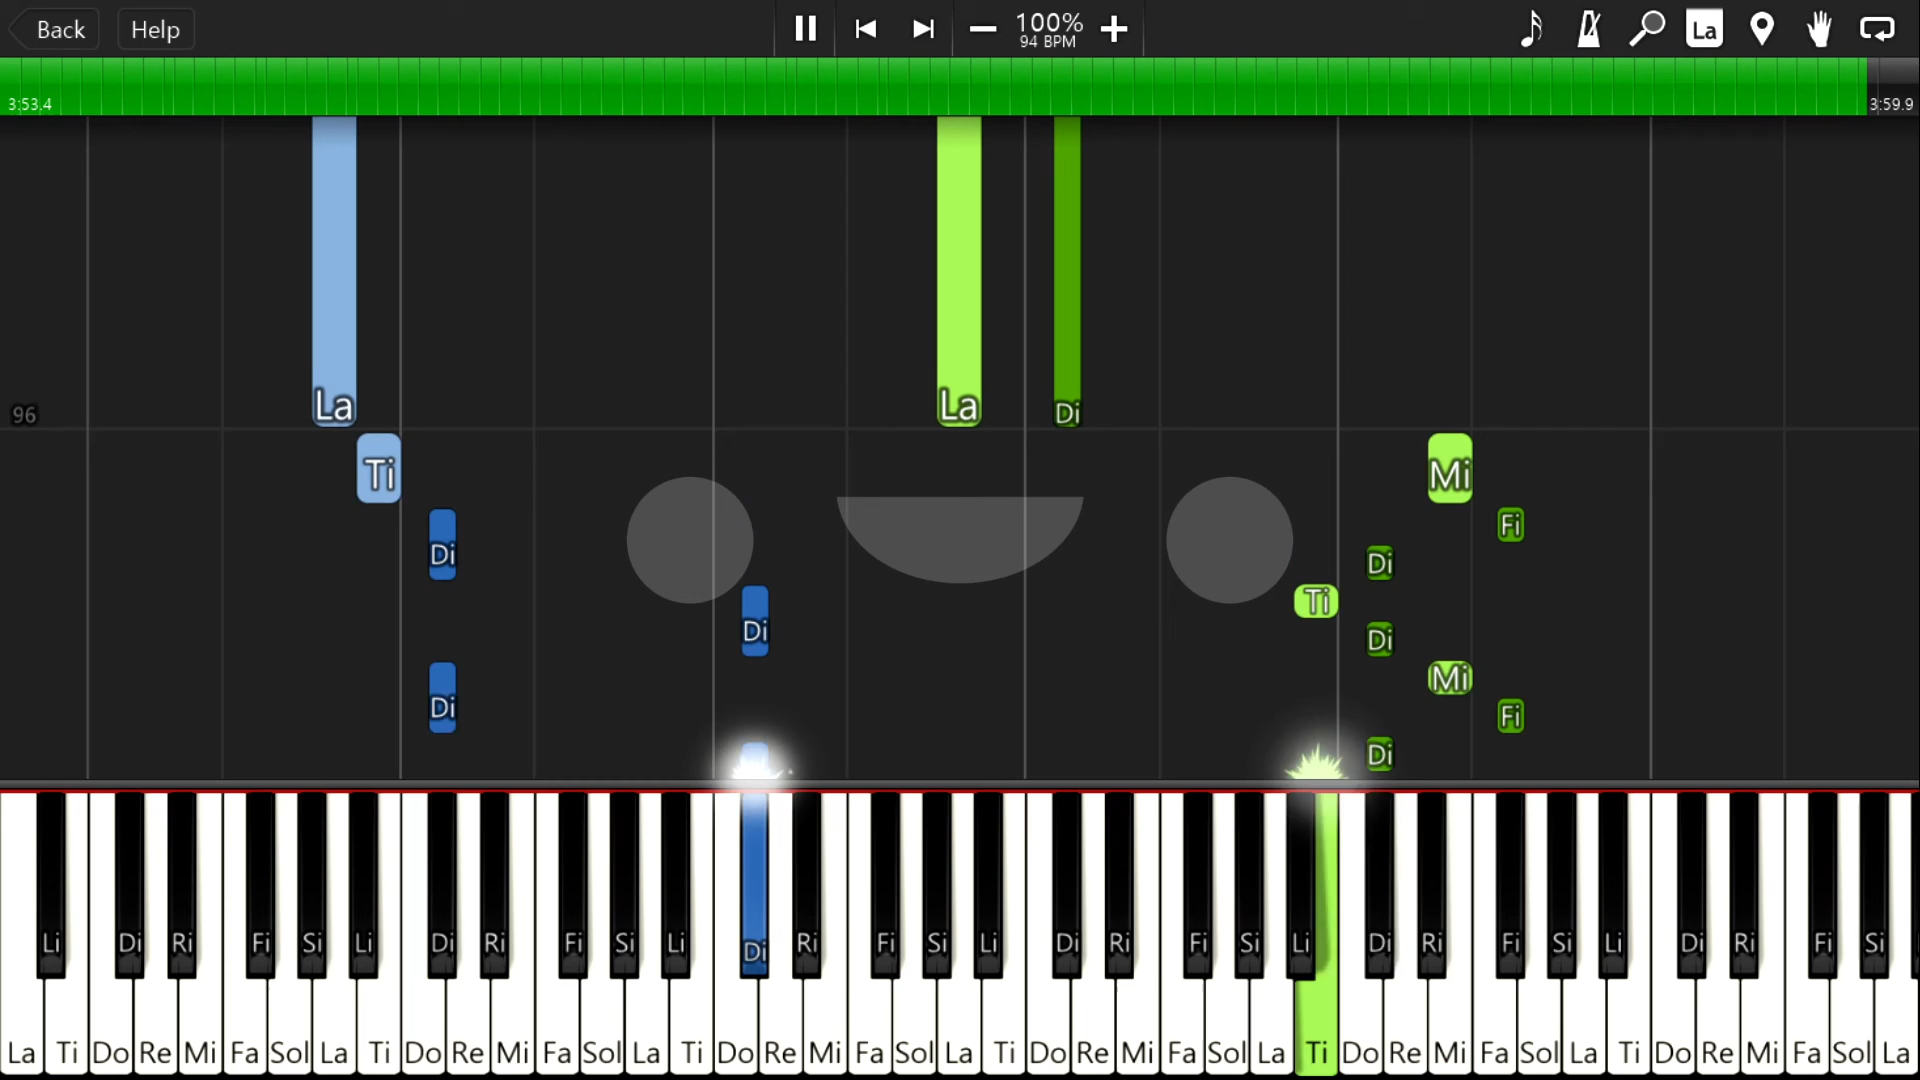 Back Help 100% La
94 BPM
3:53.4 3:59.9
La La Di
96
Ti Mi
Fi
Di Di
Ti
Di Di
Mi
Di Fi
Di
Li Di Ri Fi Si Li Di Ri Fi Si Li Di Ri Fi Si Li Di Ri Fi Si Li Di Ri Fi Si Li Di Ri Fi Si
La Ti Do Re Mi Fa Sol La Ti Do Re Mi Fa Sol La Ti Do Re Mi Fa Sol La Ti Do Re Mi Fa Sol La Ti Do Re Mi Fa Sol La Ti Do Re Mi Fa Sol La